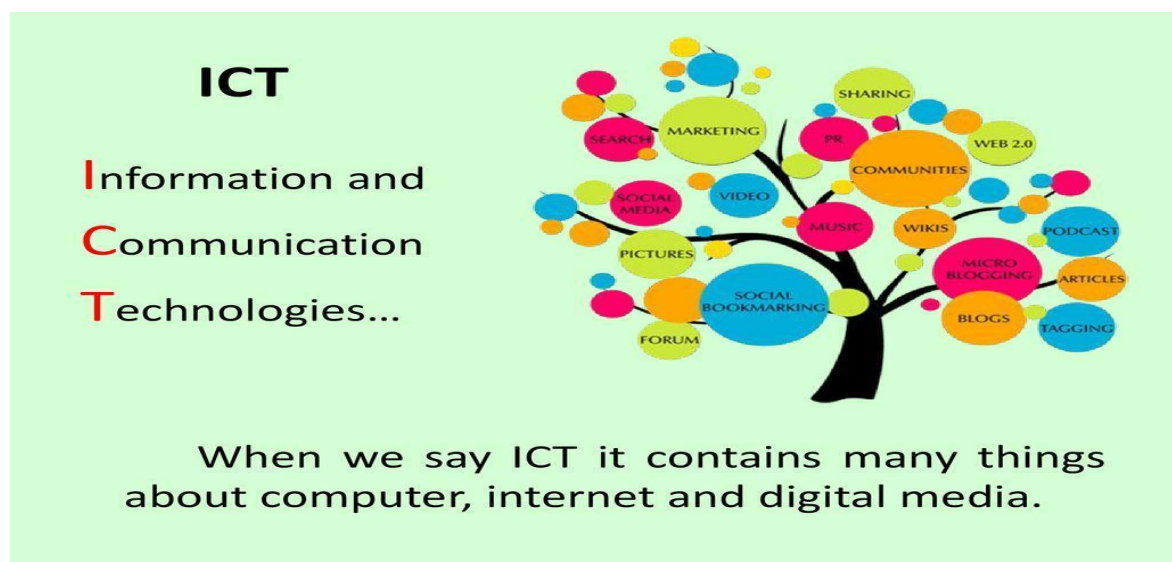 ICT
Information and
Communication
Technologies...
SHARING
MARKETING
SEARCH
PR
WEB 2.0
COMMUNITIES
SOCIAL
MEDIA
VIDEO
MUSIC
WIKIS
PODCAST
PICTURES
MICRO
BLOGGING
ARTICLES
SOCIAL
BOOKMARKING
BLOGS
TAGGING
FORUM
When we say ICT it contains many things
about computer, internet and digital media.